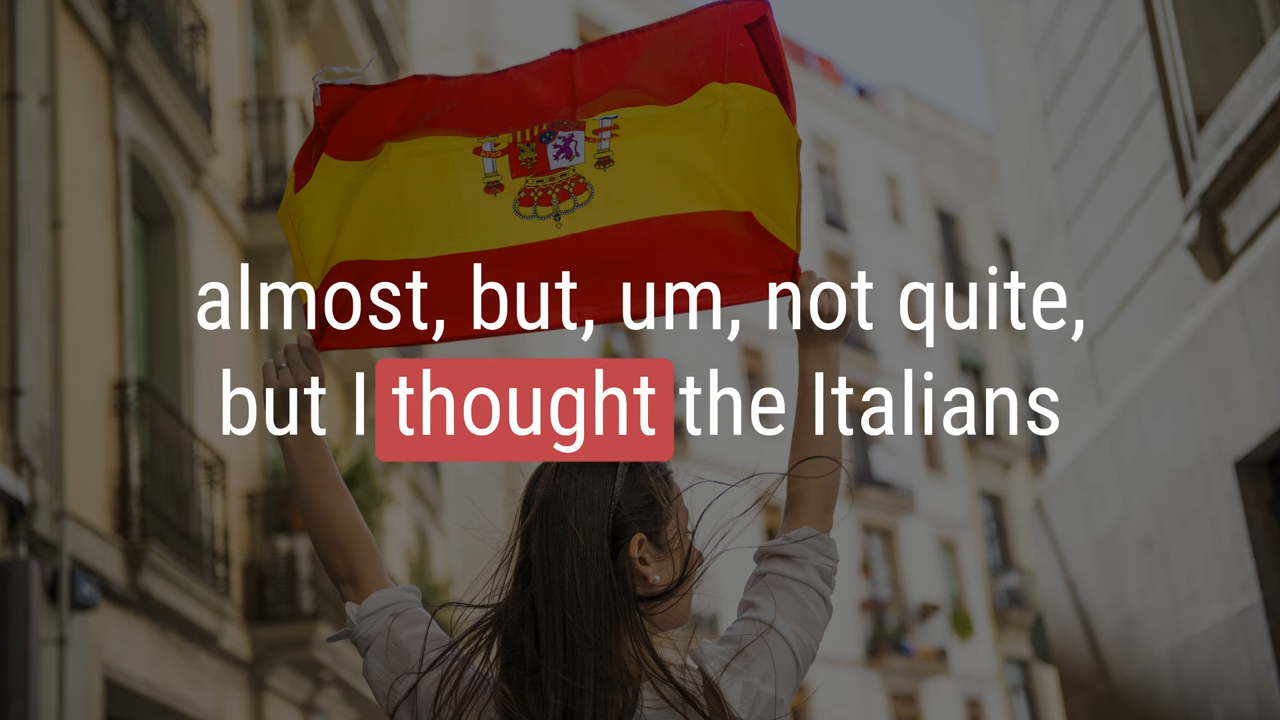 almost, but, um, not quite,
but I thought the Italians